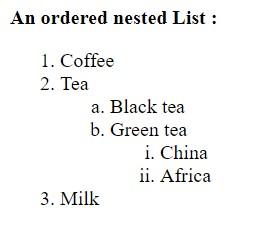 An ordered nested List :
1. Coffee
2. Tea
a. Black tea
b. Green tea
i. China
ii. Africa
3. Milk